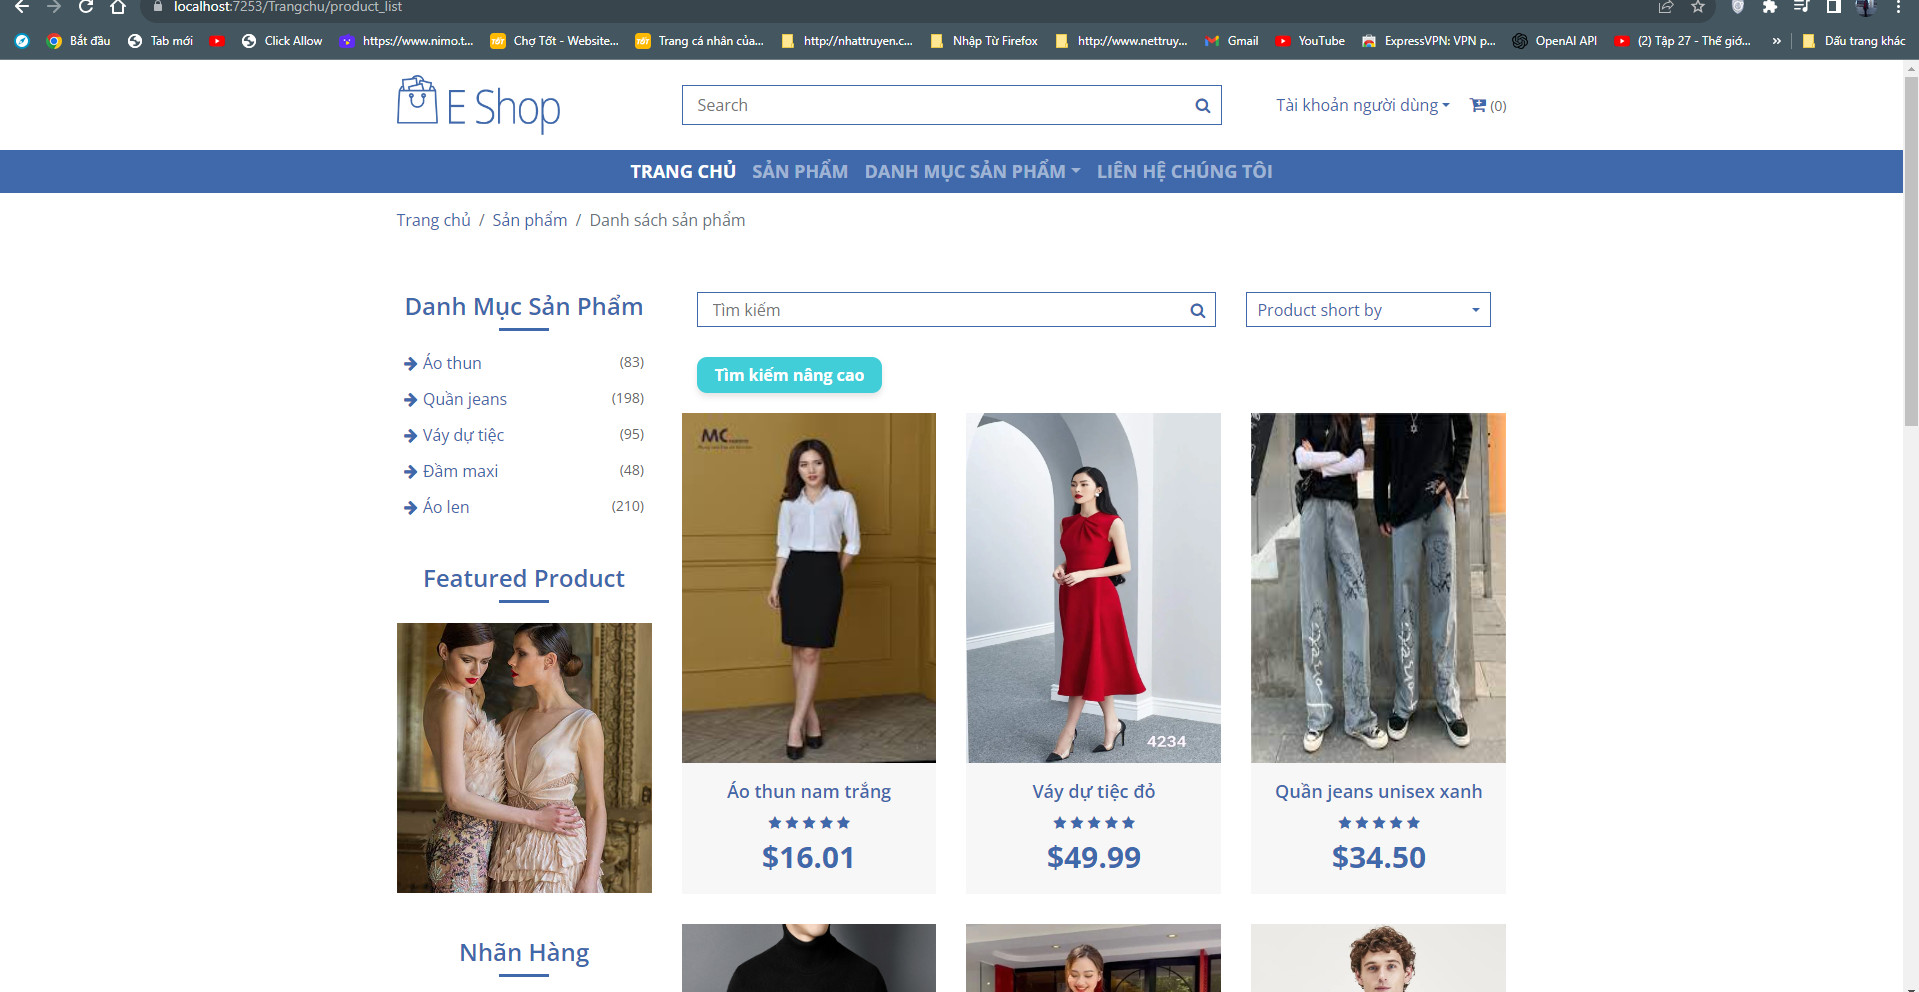 localhost:7253/Trangchu/product_list
Bắt đầu Tab mới Click Allow https://www.nimo.t... Chợ Tốt - Website... Trang cá nhân của... http://nhattruyen.c... Nhập Từ Firefox http://www.nettruy... Gmail YouTube ExpressVPN: VPN p... OpenAI API (2) Tập 27 - Thế giớ... » Dấu trang khác
E Shop
Search
Tài khoản người dùng
(0)
TRANG CHỦ SẢN PHẨM DANH MỤC SẢN PHẨM LIÊN HỆ CHÚNG TÔI
Trang chủ / Sản phẩm / Danh sách sản phẩm
Danh Mục Sản Phẩm
Áo thun (83)
Quần jeans (198)
Váy dự tiệc (95)
Đầm maxi (48)
Áo len (210)
Featured Product
Nhãn Hàng
Tìm kiếm
Product short by
Tìm kiếm nâng cao
MC
4234
Áo thun nam trắng
$16.01
Váy dự tiệc đỏ
$49.99
Quần jeans unisex xanh
$34.50